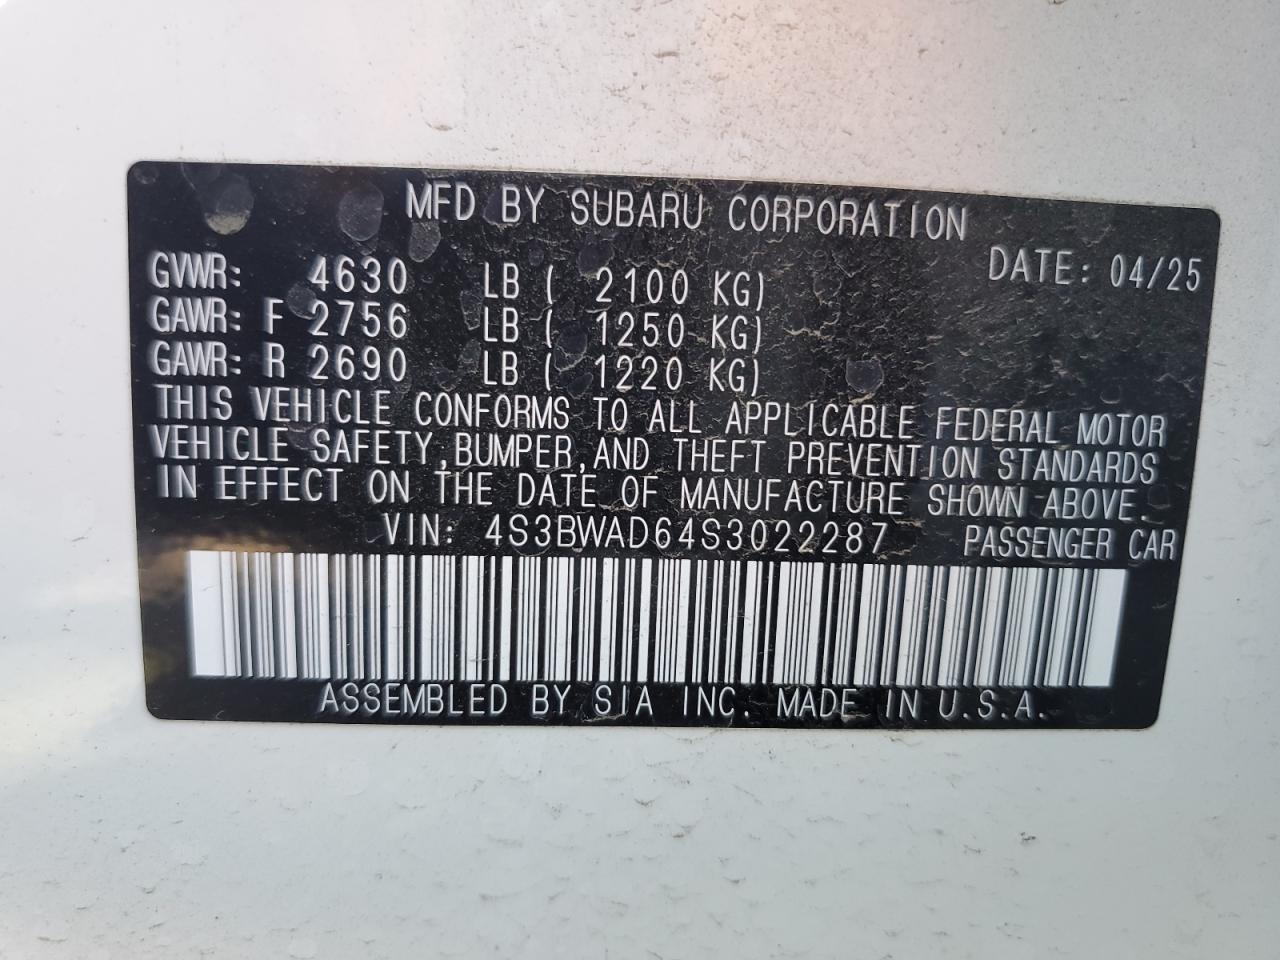 MFD BY SUBARU CORPORATION
DATE: 04/25
GVWR: 4630 LB ( 2100 KG)
GAWR: F 2756 LB ( 1250 KG)
GAWR: R 2690 LB ( 1220 KG)
THIS VEHICLE CONFORMS TO ALL APPLICABLE FEDERAL MOTOR
VEHICLE SAFETY,BUMPER,AND THEFT PREVENTION STANDARDS
IN EFFECT ON THE DATE OF MANUFACTURE SHOWN ABOVE.
VIN: 4S3BWAD64S3022287 PASSENGER CAR
ASSEMBLED BY SIA INC. MADE IN U.S.A.